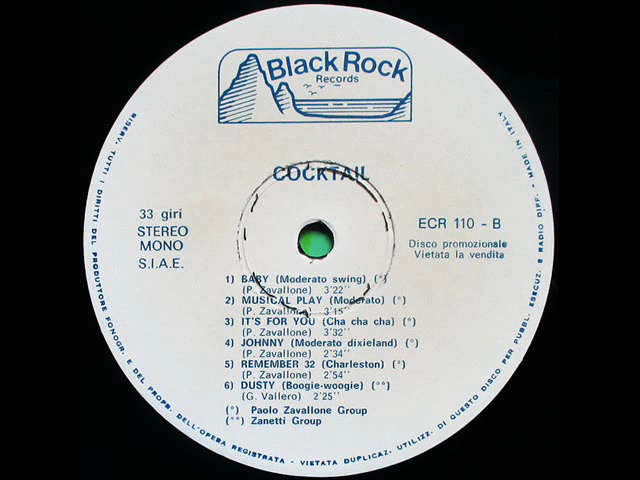 Black Rock
Records
COCKTAIL
33 giri
STEREO
MONO
S.I.A.E.
ECR 110 - B
Disco promozionale
Vietata la vendita
1) BABY (Moderato swing) (*)
(P. Zavallone) 3'22''
2) MUSICAL PLAY (Moderato) (*)
(P. Zavallone) 3'15''
3) IT'S FOR YOU (Cha cha cha) (*)
(P. Zavallone) 3'32''
4) JOHNNY (Moderato dixieland) (*)
(P. Zavallone) 2'34''
5) REMEMBER 32 (Charleston) (*)
(P. Zavallone) 2'54''
6) DUSTY (Boogie-woogie) (**)
(G. Vallero) 2'25''
(*) Paolo Zavallone Group
(**) Zanetti Group
RISERV. TUTTI I DIRITTI DEL PRODUTTORE FONOGR. E DEL PROPR. DELL'OPERA REGISTRATA - VIETATA DUPLICAZ. UTILIZZ. DI QUESTO DISCO PER PUBBL. ESECUZ. E RADIO DIFF. - MADE IN ITALY